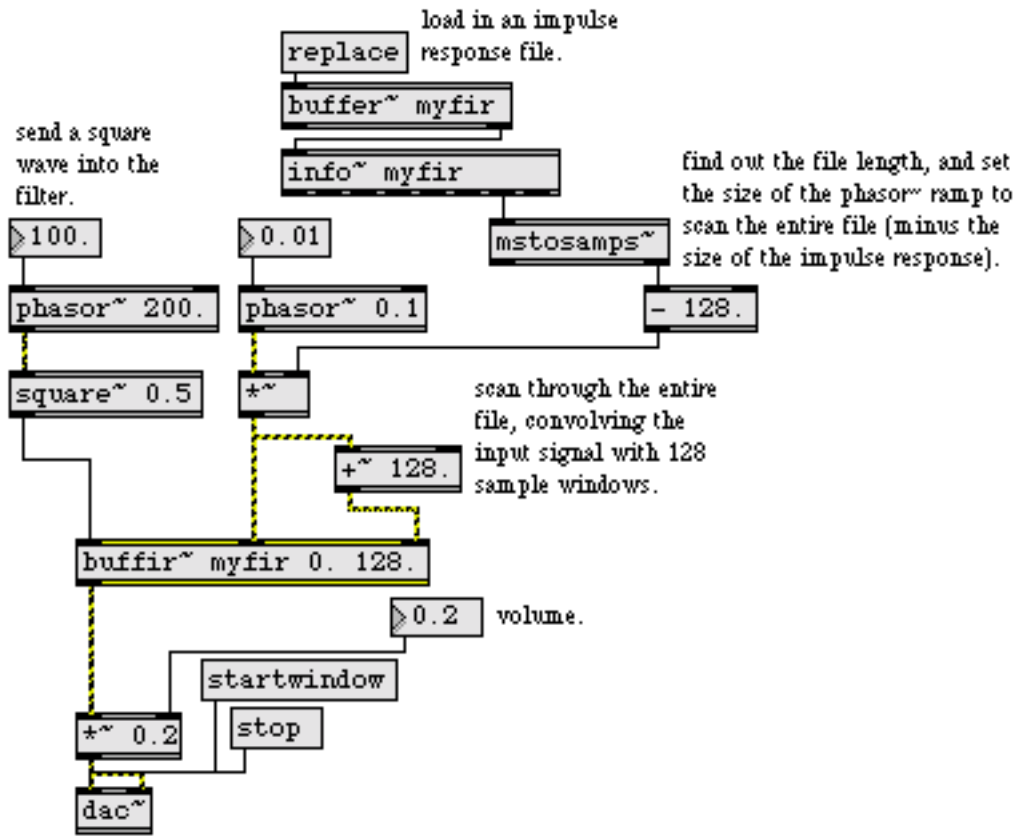 load in an impulse
response file.
replace
buffer~ myfir
info~ myfir
send a square
wave into the
filter.
find out the file length, and set
the size of the phasor~ ramp to
scan the entire file (minus the
size of the impulse response).
100.
0.01
mstosamps~
phasor~ 200.
phasor~ 0.1
- 128.
square~ 0.5
*~
scan through the entire
file, convolving the
input signal with 128
sample windows.
+~ 128.
buffir~ myfir 0. 128.
0.2
volume.
startwindow
stop
*~ 0.2
dac~